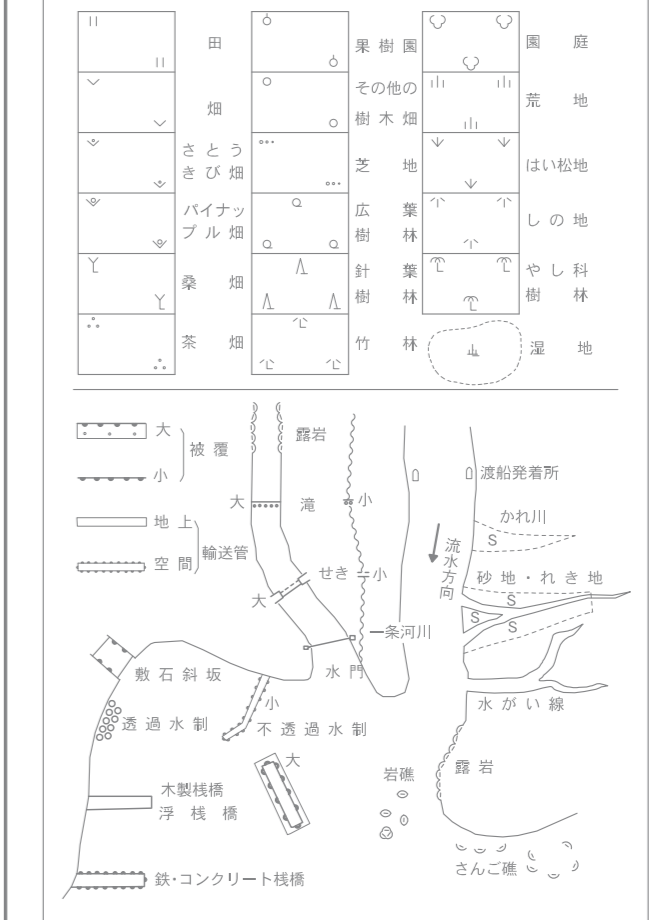 田
果樹園
園庭
畑
その他の
樹木畑
荒地
さとう
きび畑
芝地
はい松地
パイナッ
プル畑
広葉
樹林
しの地
桑畑
針葉
樹林
やし科
樹林
茶畑
竹林
湿地
大
被覆
小
地上
輸送管
空間
露岩
大
滝
小
せき
小
大
一条河川
水門
渡船発着所
かれ川
S
流水方向
砂地・れき地
S
S
S
水がい線
敷石斜坂
透過水制
小
不透過水制
大
木製桟橋
浮桟橋
鉄・コンクリート桟橋
岩礁
露岩
さんご礁